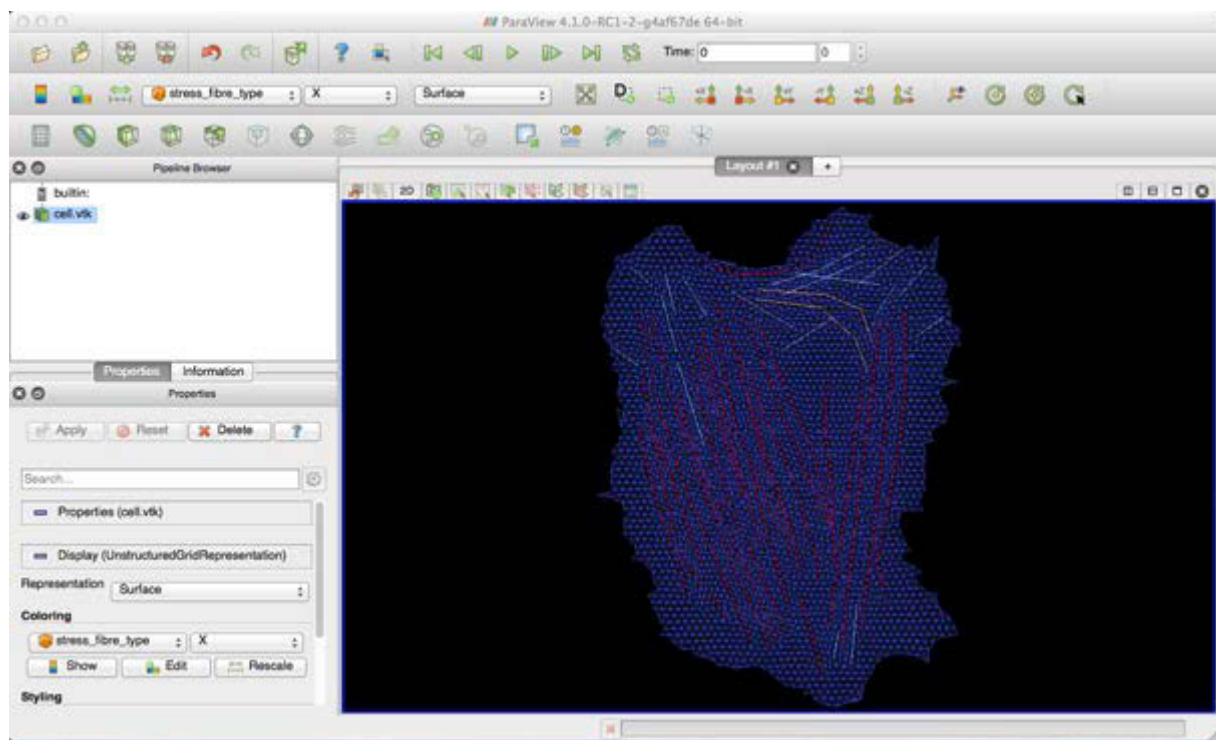 ParaView 4.1.0-RC1-2-g4af67de 64-bit
Time: 0 0
stress_fibre_type X Surface
Pipeline Browser
Layout #1 +
builtin:
cell.vtk
2D
Properties Information
Properties
Apply Reset Delete ?
Search...
Properties (cell.vtk)
Display (UnstructuredGridRepresentation)
Representation Surface
Coloring
stress_fibre_type X
Show Edit Rescale
Styling